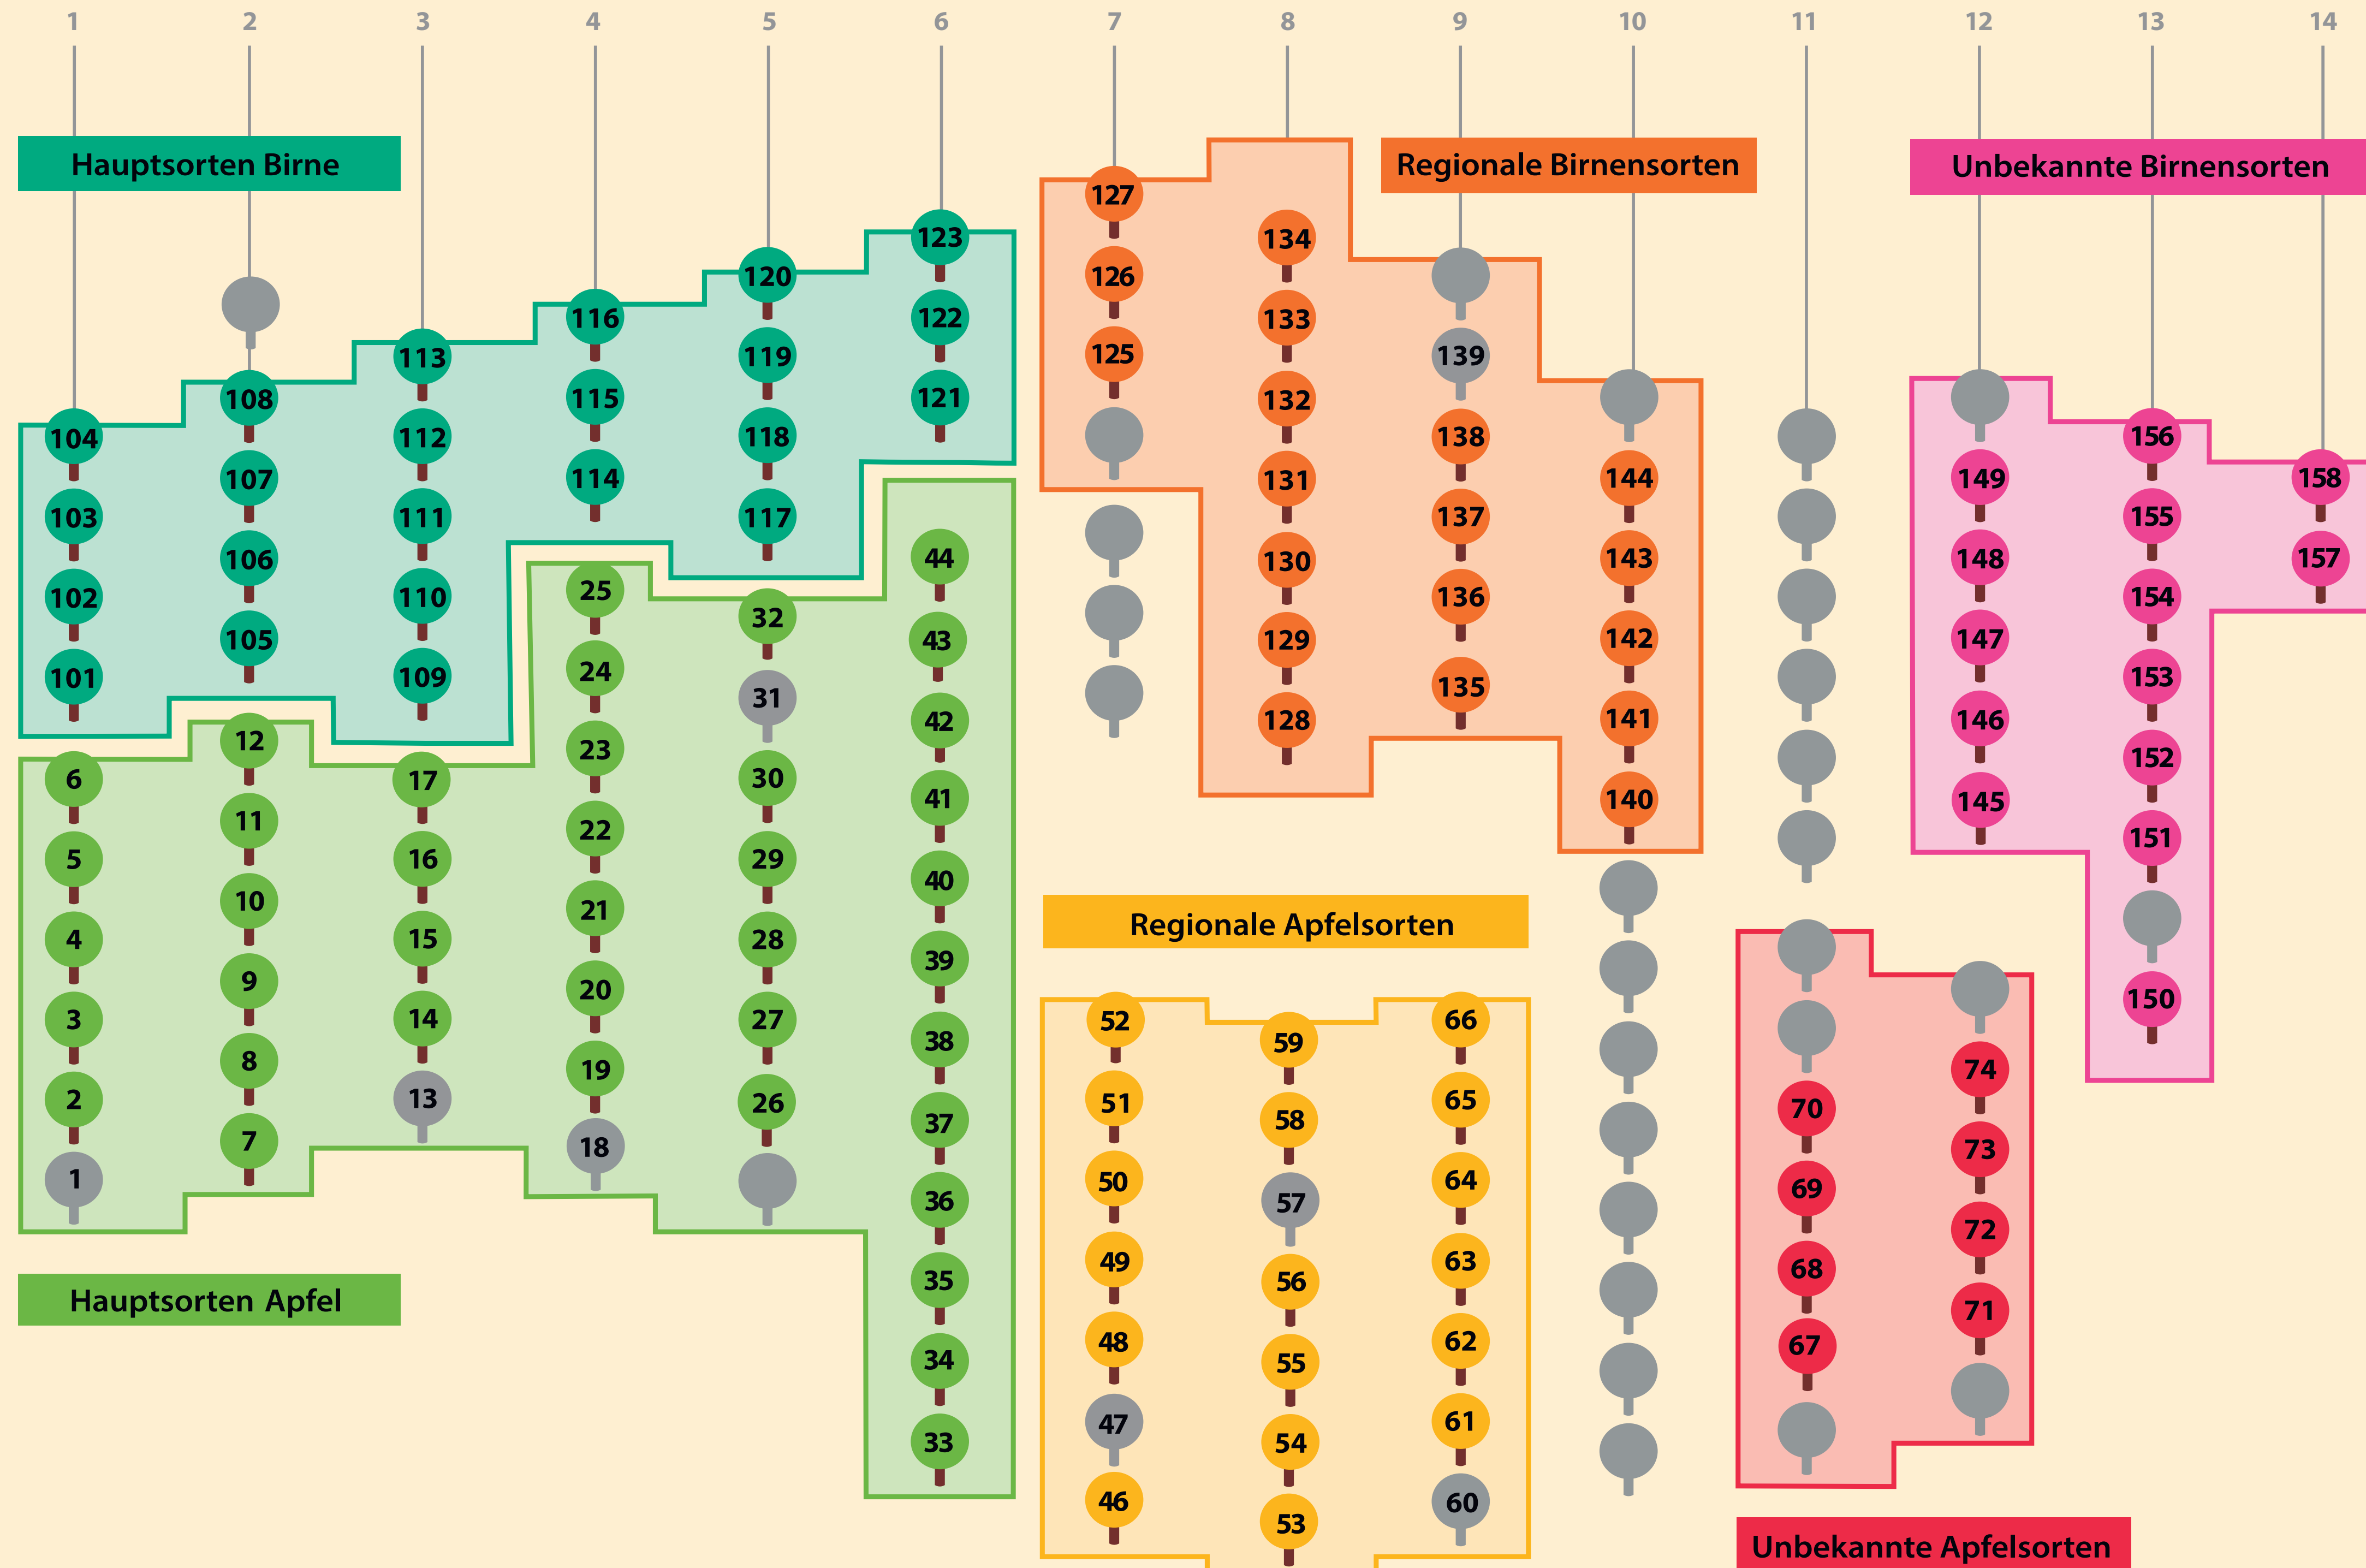 1 2 3 4 5 6 7 8 9 10 11 12 13 14
Hauptsorten Birne
104 108 113 116 120 123
103 107 112 115 119 122
102 106 111 114 118 121
101 105 110 117
109
Hauptsorten Apfel
6 12 17 25 32 44
5 11 16 24 31 43
4 10 15 23 30 42
3 9 14 22 29 41
2 8 13 21 28 40
1 7 20 27 39
19 26 38
18 37
36
35
34
33
Regionale Birnensorten
127 134 139 144
126 133 138 143
125 132 137 142
131 136 141
130 135 140
129
128
Regionale Apfelsorten
52 59 66
51 58 65
50 57 64
49 56 63
48 55 62
47 54 61
46 53 60
Unbekannte Birnensorten
149 156 158
148 155 157
147 154
146 153
145 152
151
150
70 74
69 73
68 72
67 71
Unbekannte Apfelsorten